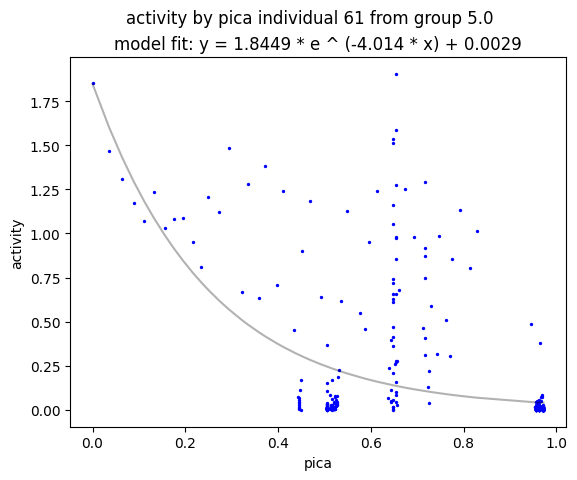 activity by pica individual 61 from group 5.0
model fit: y = 1.8449 * e ^ (-4.014 * x) + 0.0029
activity
1.75
1.50
1.25
1.00
0.75
0.50
0.25
0.00
0.0 0.2 0.4 0.6 0.8 1.0
pica